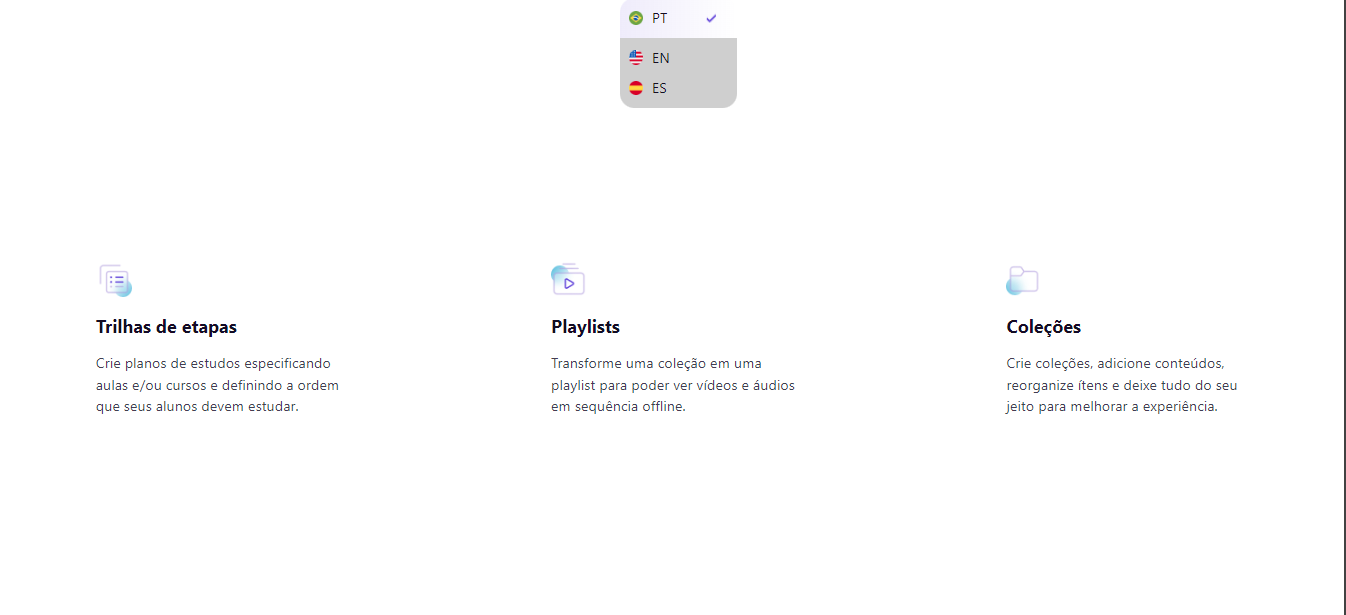 PT
EN
ES
Trilhas de etapas
Crie planos de estudos especificando
aulas e/ou cursos e definindo a ordem
que seus alunos devem estudar.
Playlists
Transforme uma coleção em uma
playlist para poder ver vídeos e áudios
em sequência offline.
Coleções
Crie coleções, adicione conteúdos,
reorganize ítens e deixe tudo do seu
jeito para melhorar a experiência.